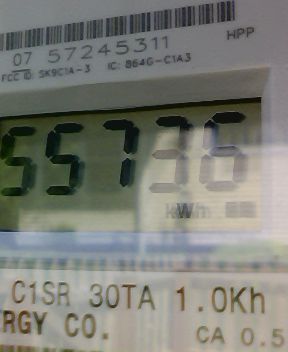 07 57245311
HPP
FCC ID: SK9C1A-3 IC: 864G-C1A3
55736
kWh
C1SR 30TA 1.0Kh
RGY CO.
CA 0.5